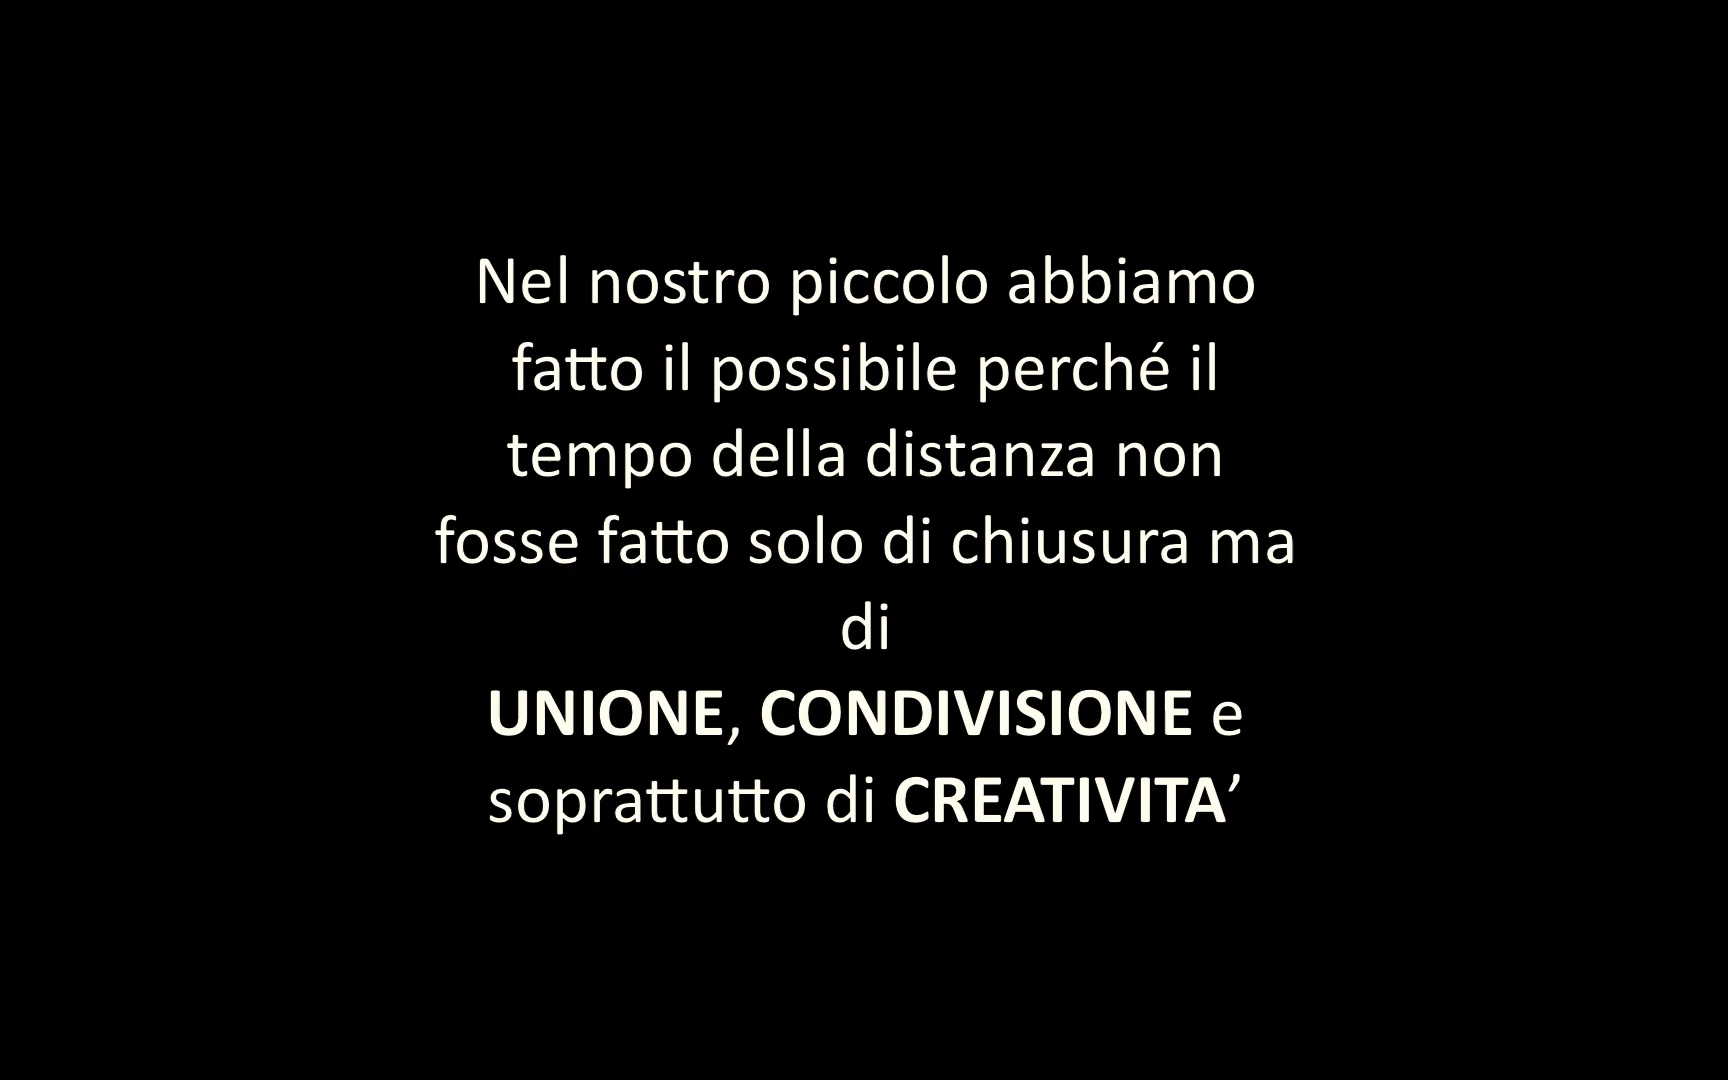 Nel nostro piccolo abbiamo
fatto il possibile perché il
tempo della distanza non
fosse fatto solo di chiusura ma
di
UNIONE, CONDIVISIONE e
soprattutto di CREATIVITA’